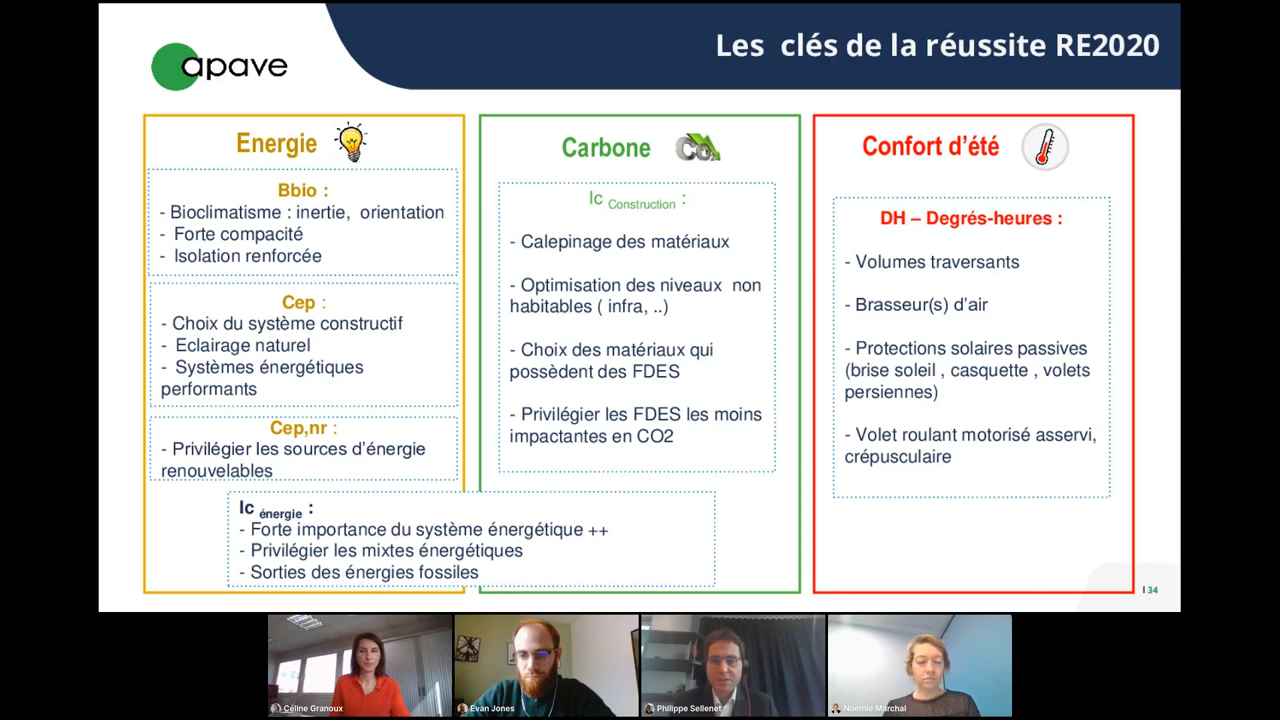 Les clés de la réussite RE2020
apave
Energie
Bbio :
- Bioclimatisme : inertie, orientation
- Forte compacité
- Isolation renforcée
Cep :
- Choix du système constructif
- Eclairage naturel
- Systèmes énergétiques
performants
Cep,nr :
- Privilégier les sources d'énergie
renouvelables
Carbone
CO2
Ic Construction :
- Calepinage des matériaux
- Optimisation des niveaux non
habitables ( infra, ..)
- Choix des matériaux qui
possèdent des FDES
- Privilégier les FDES les moins
impactantes en CO2
Ic énergie :
- Forte importance du système énergétique ++
- Privilégier les mixtes énergétiques
- Sorties des énergies fossiles
Confort d'été
DH – Degrés-heures :
- Volumes traversants
- Brasseur(s) d'air
- Protections solaires passives
(brise soleil , casquette , volets
persiennes)
- Volet roulant motorisé asservi,
crépusculaire
I 34
Céline Granoux
Evan Jones
Philippe Sellenet
Noémie Marchal